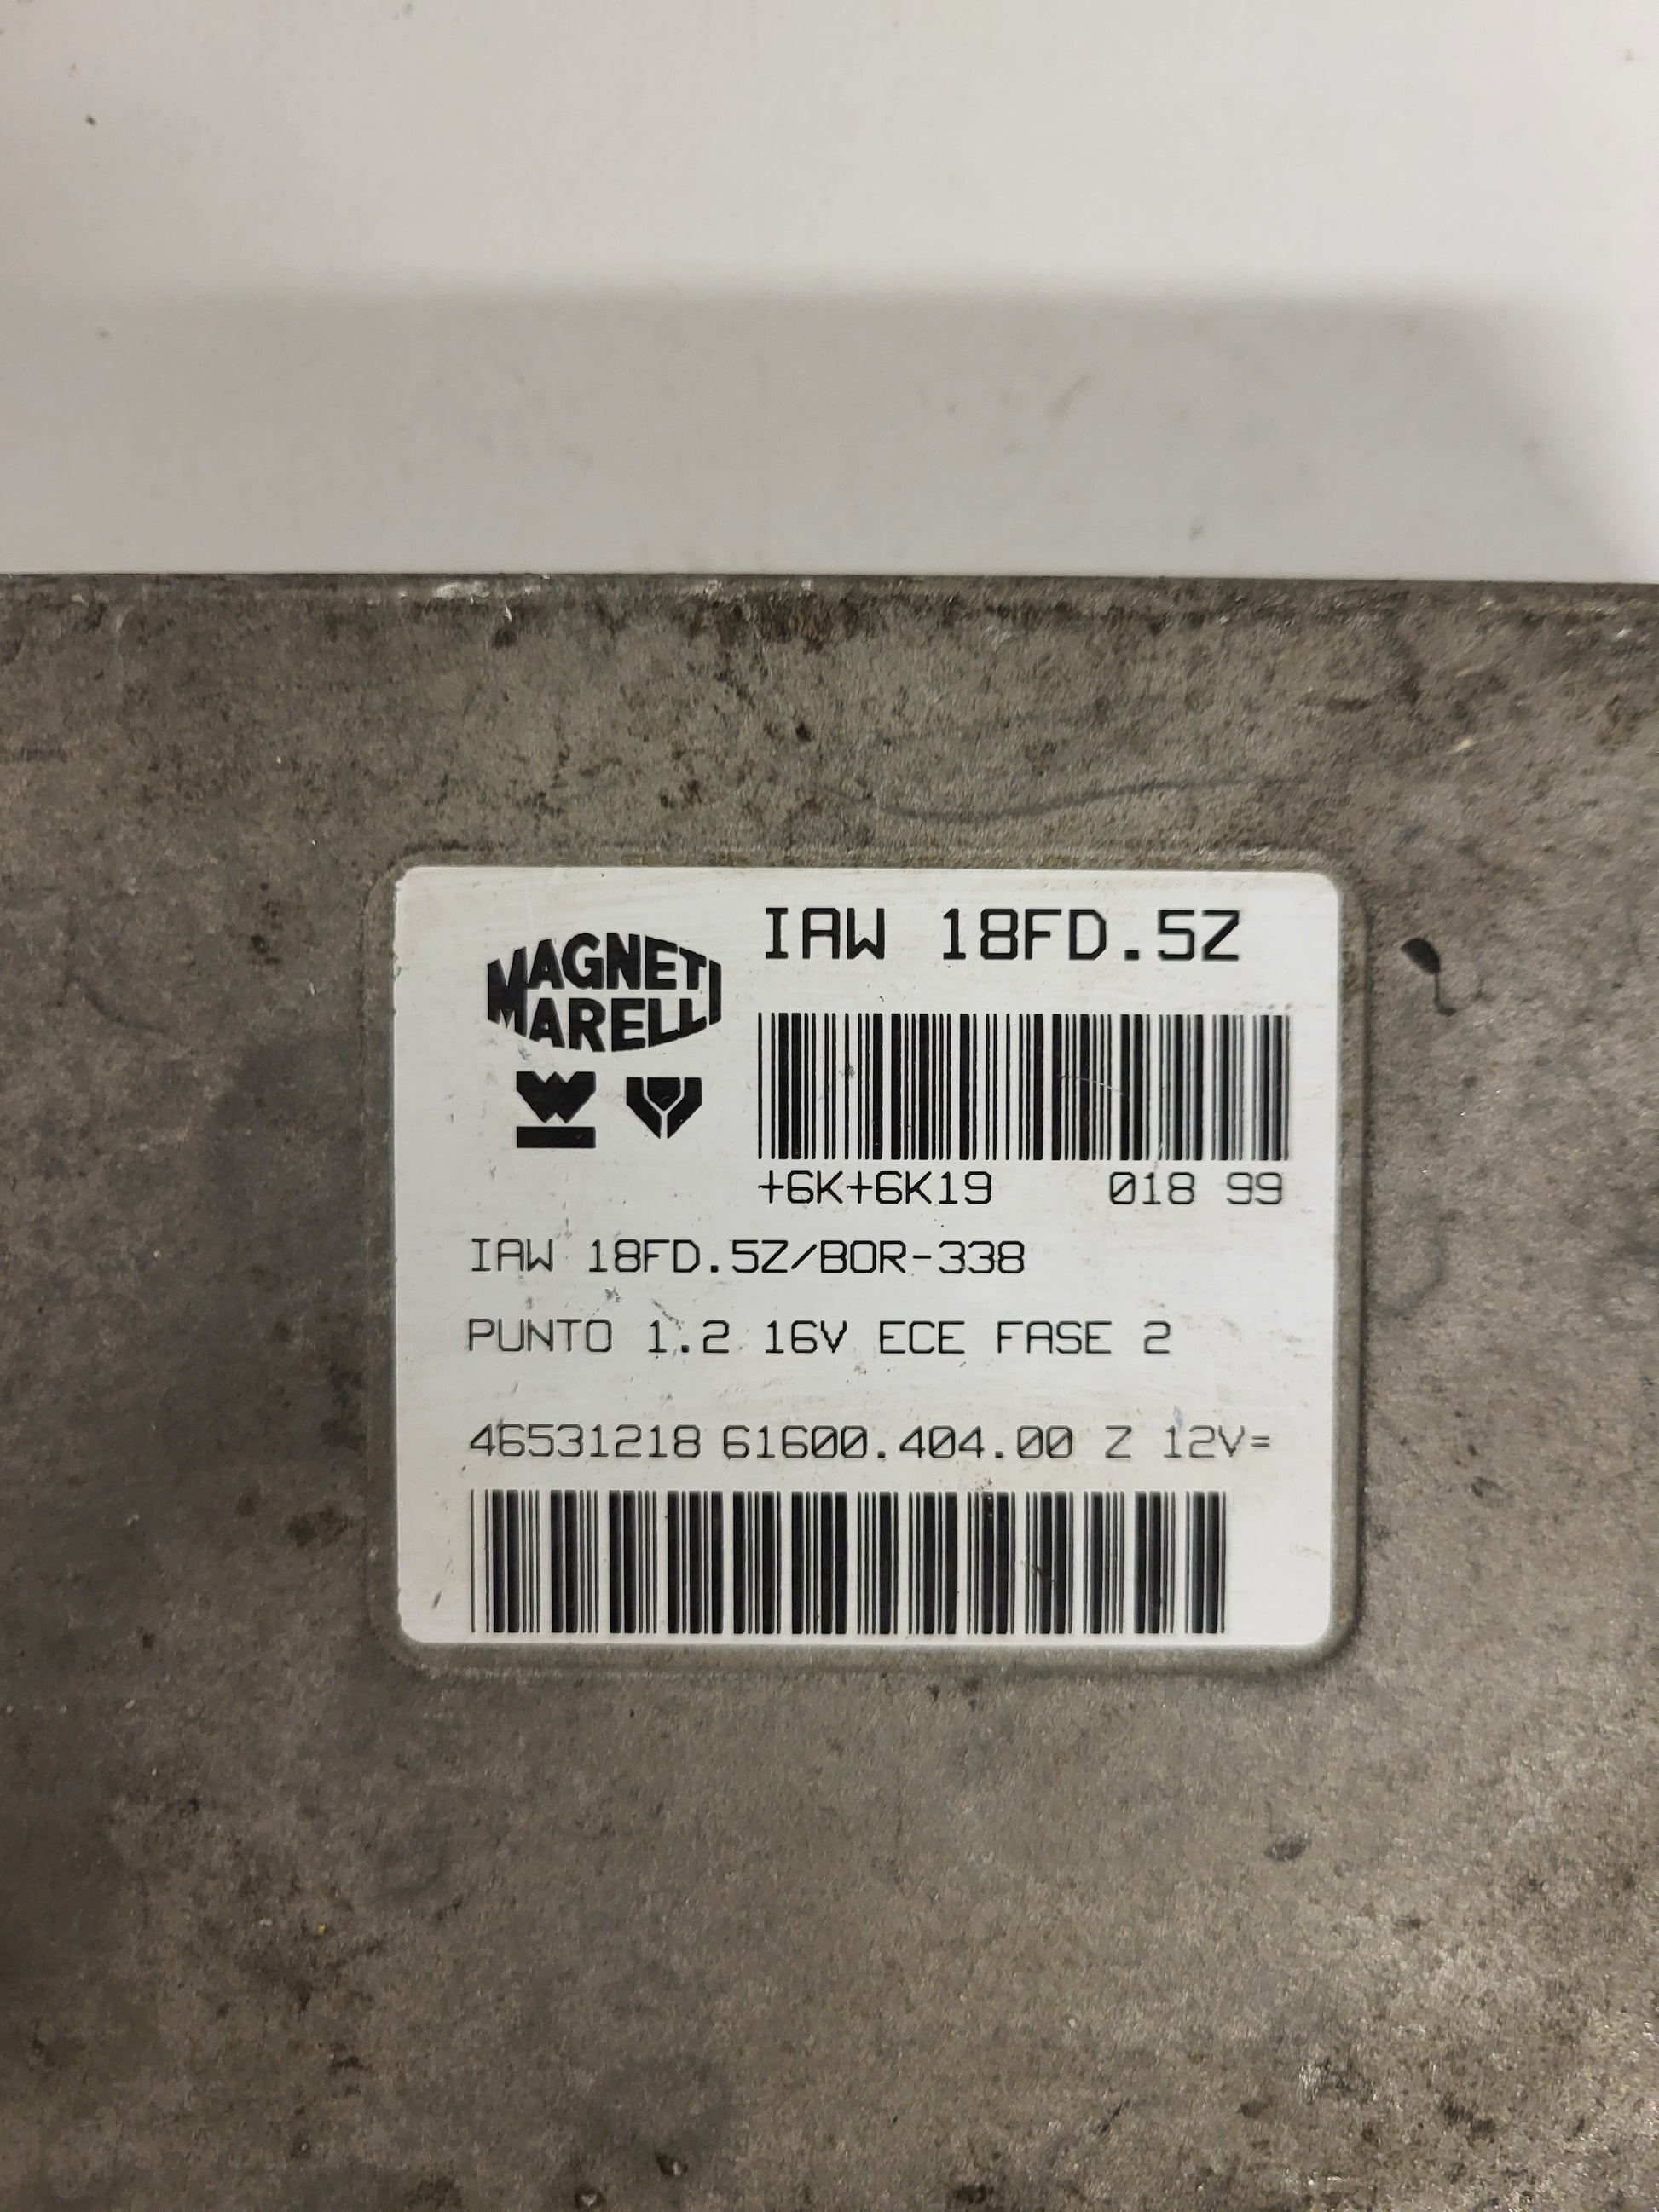 MAGNETI
MARELLI
IAW 18FD.5Z
+6K+6K19 018 99
IAW 18FD.5Z/BOR-338
PUNTO 1.2 16V ECE FASE 2
46531218 61600.404.00 Z 12V=